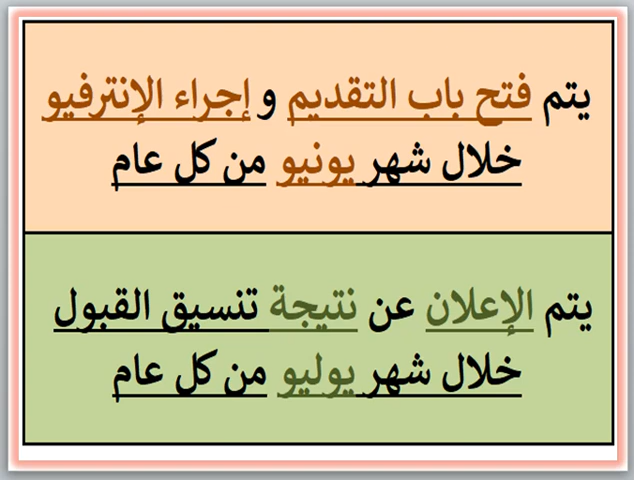 يتم فتح باب التقديم و إجراء الإنترفيو
خلال شهر يونيو من كل عام
يتم الإعلان عن نتيجة تنسيق القبول
خلال شهر يوليو من كل عام